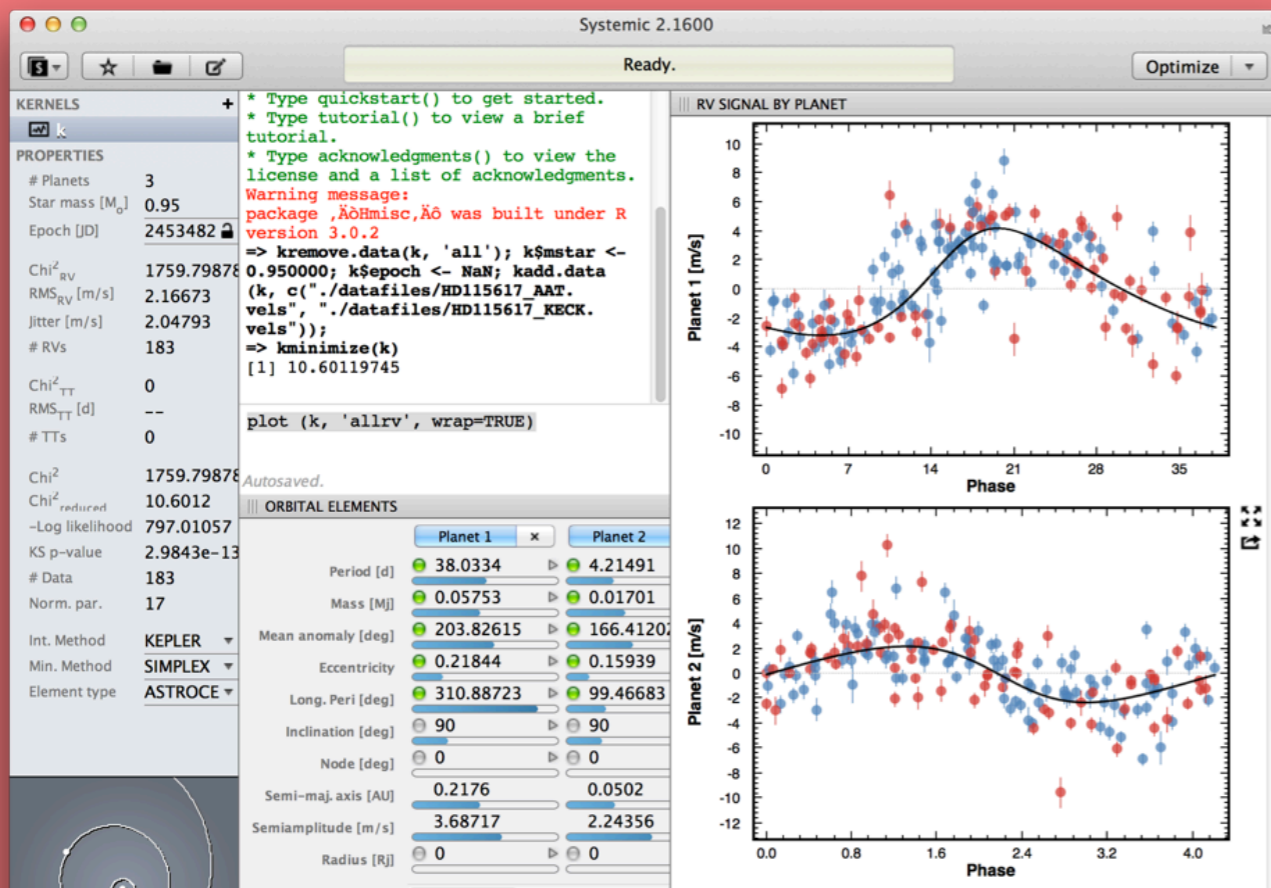 Systemic 2.1600
Ready.
Optimize
KERNELS +
k
PROPERTIES
# Planets 3
Star mass [Mo] 0.95
Epoch [JD] 2453482
Chi2RV 1759.79878
RMSRV [m/s] 2.16673
Jitter [m/s] 2.04793
# RVs 183
Chi2TT 0
RMSTT [d] --
# TTs 0
Chi2 1759.79878
Chi2reduced 10.6012
-Log likelihood 797.01057
KS p-value 2.9843e-13
# Data 183
Norm. par. 17
Int. Method KEPLER
Min. Method SIMPLEX
Element type ASTROCE
* Type quickstart() to get started.
* Type tutorial() to view a brief
tutorial.
* Type acknowledgments() to view the
license and a list of acknowledgments.
Warning message:
package ‚ÄòHmisc‚Äô was built under R
version 3.0.2
=> kremove.data(k, 'all'); k$mstar <-
0.950000; k$epoch <- NaN; kadd.data
(k, c("./datafiles/HD115617_AAT.
vels", "./datafiles/HD115617_KECK.
vels"));
=> kminimize(k)
[1] 10.60119745
plot (k, 'allrv', wrap=TRUE)
Autosaved.
ORBITAL ELEMENTS
Planet 1 × Planet 2
Period [d] 38.0334 4.21491
Mass [Mj] 0.05753 0.01701
Mean anomaly [deg] 203.82615 166.41202
Eccentricity 0.21844 0.15939
Long. Peri [deg] 310.88723 99.46683
Inclination [deg] 90 90
Node [deg] 0 0
Semi-maj. axis [AU] 0.2176 0.0502
Semiamplitude [m/s] 3.68717 2.24356
Radius [Rj] 0 0
RV SIGNAL BY PLANET
Planet 1 [m/s]
10
8
6
4
2
0
-2
-4
-6
-8
-10
0 7 14 21 28 35
Phase
Planet 2 [m/s]
12
10
8
6
4
2
0
-2
-4
-6
-8
-10
-12
0.0 0.8 1.6 2.4 3.2 4.0
Phase